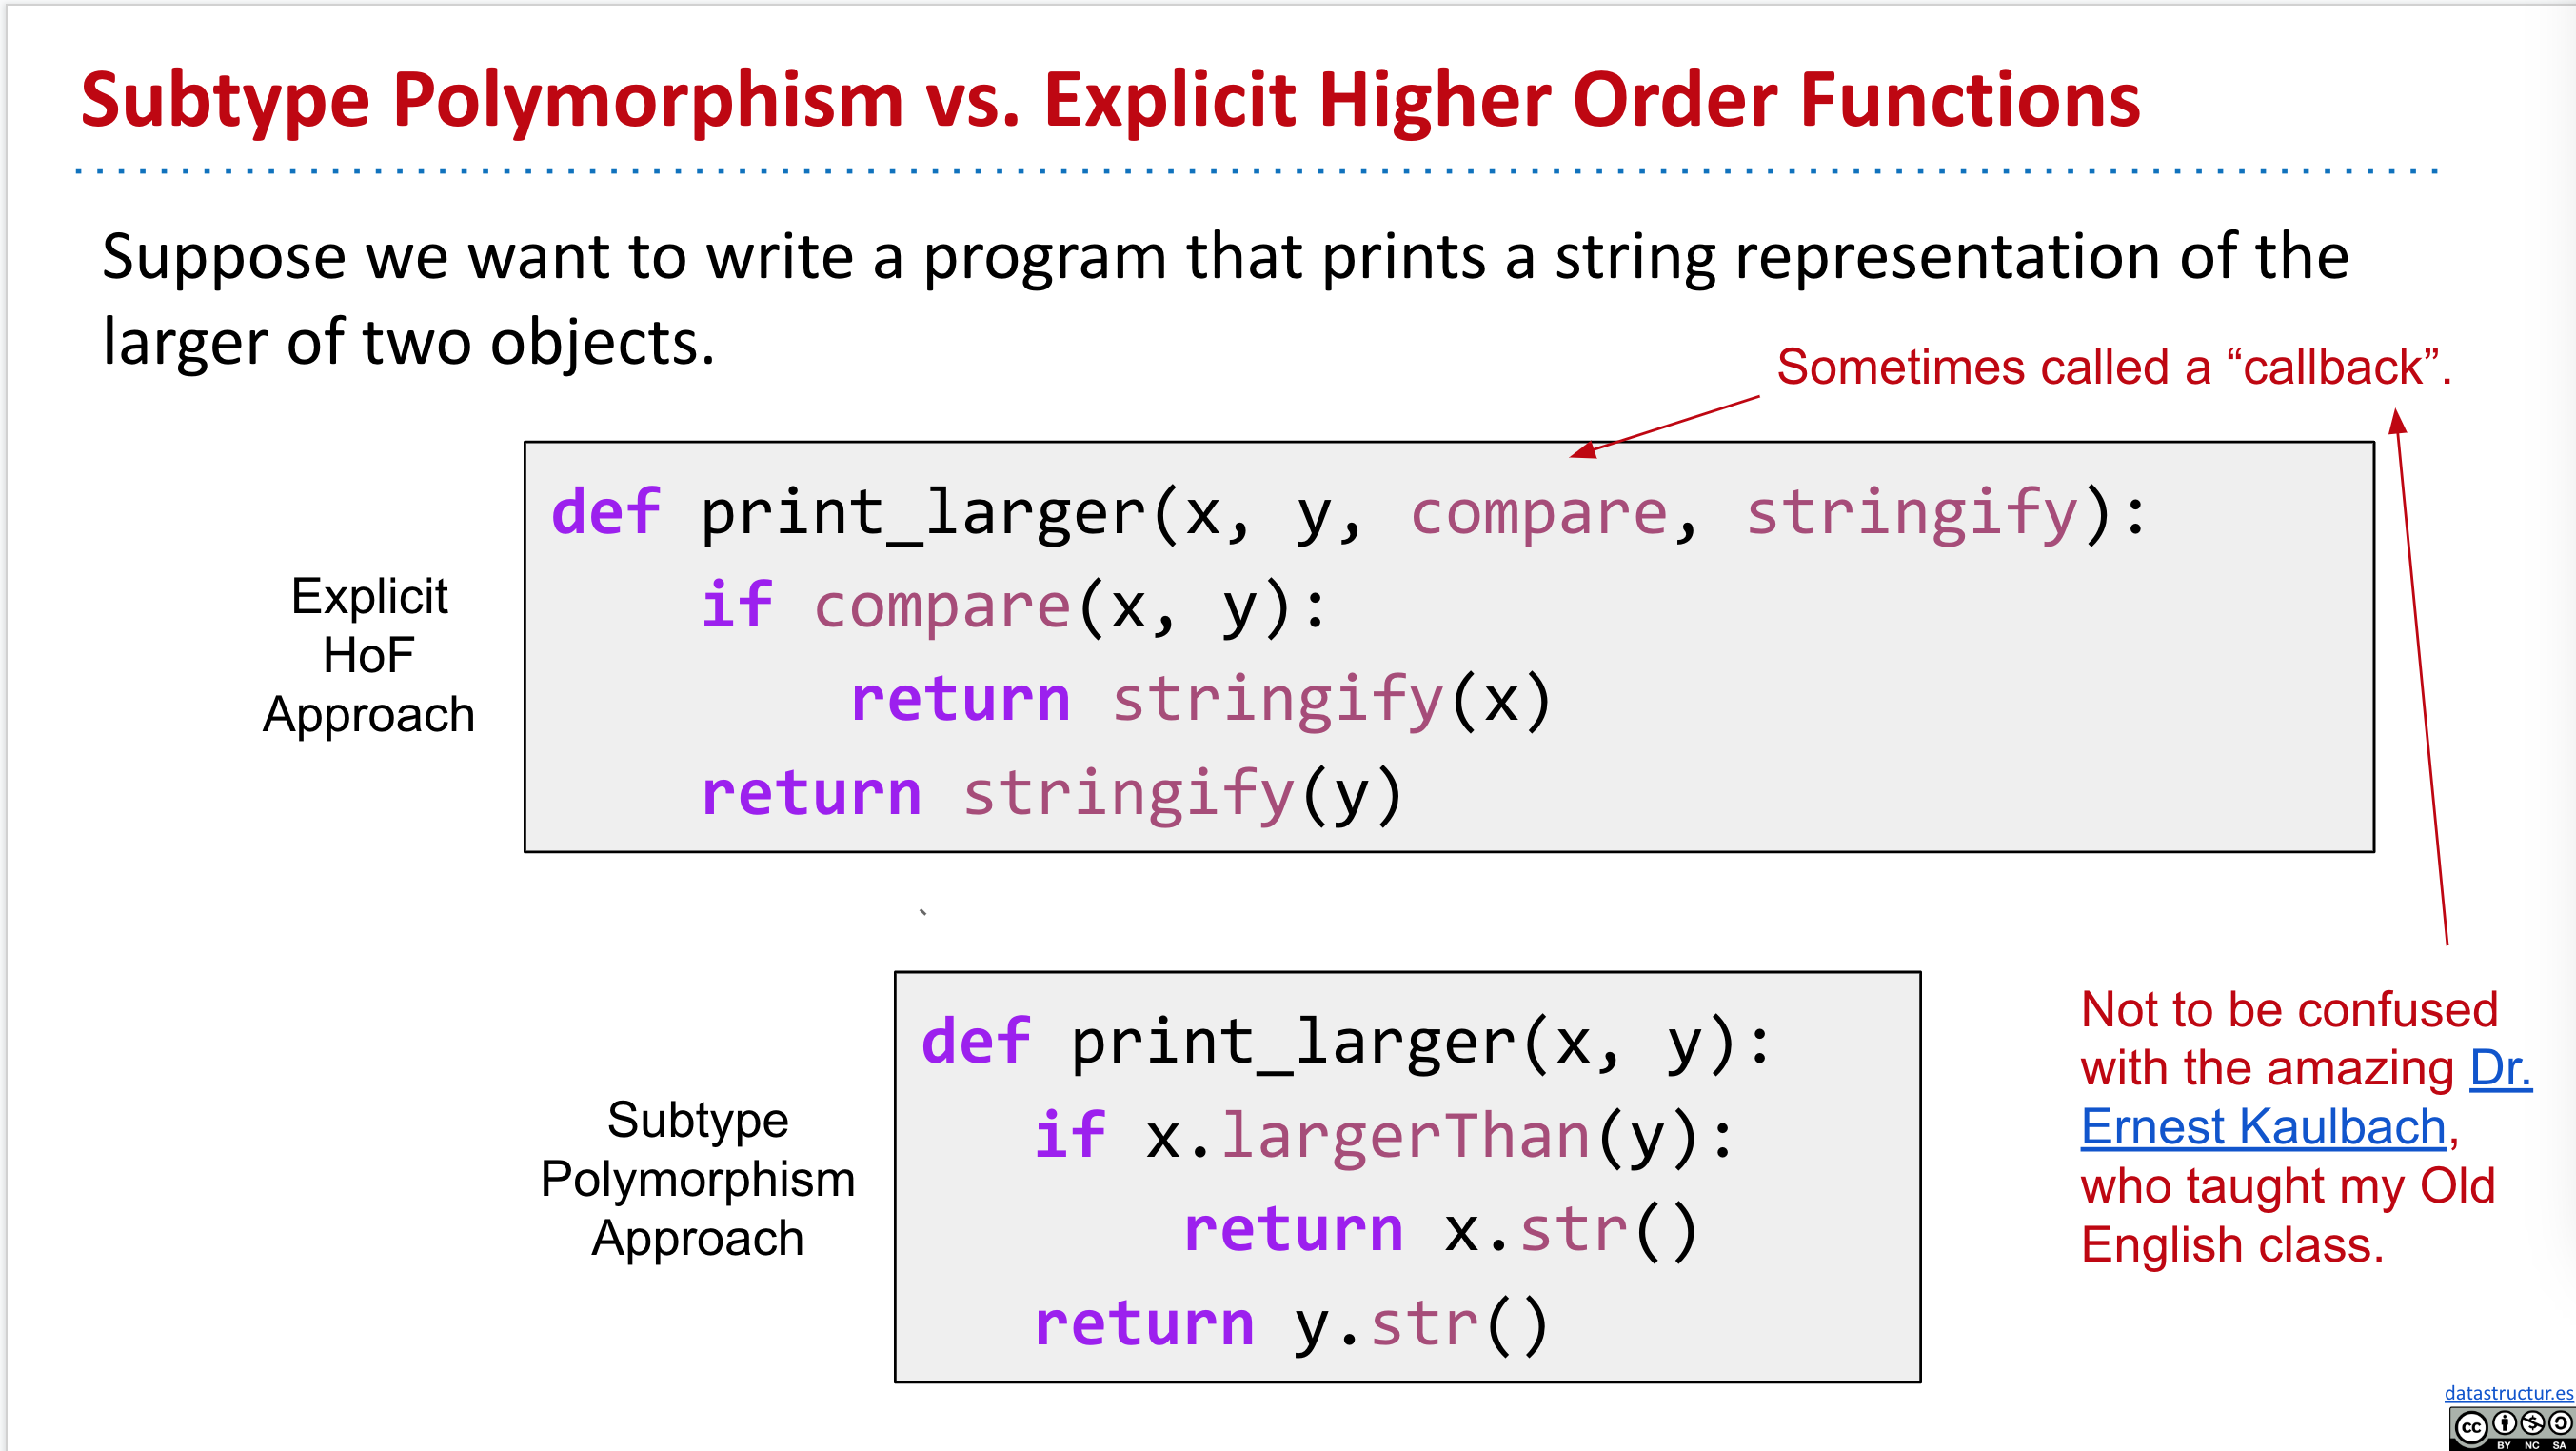 Subtype Polymorphism vs. Explicit Higher Order Functions
Suppose we want to write a program that prints a string representation of the
larger of two objects.
Sometimes called a “callback”.
Explicit
HoF
Approach
def print_larger(x, y, compare, stringify):
    if compare(x, y):
        return stringify(x)
    return stringify(y)
`
Subtype
Polymorphism
Approach
def print_larger(x, y):
   if x.largerThan(y):
       return x.str()
   return y.str()
Not to be confused
with the amazing Dr.
Ernest Kaulbach,
who taught my Old
English class.
datastructur.es
cc
BY NC SA